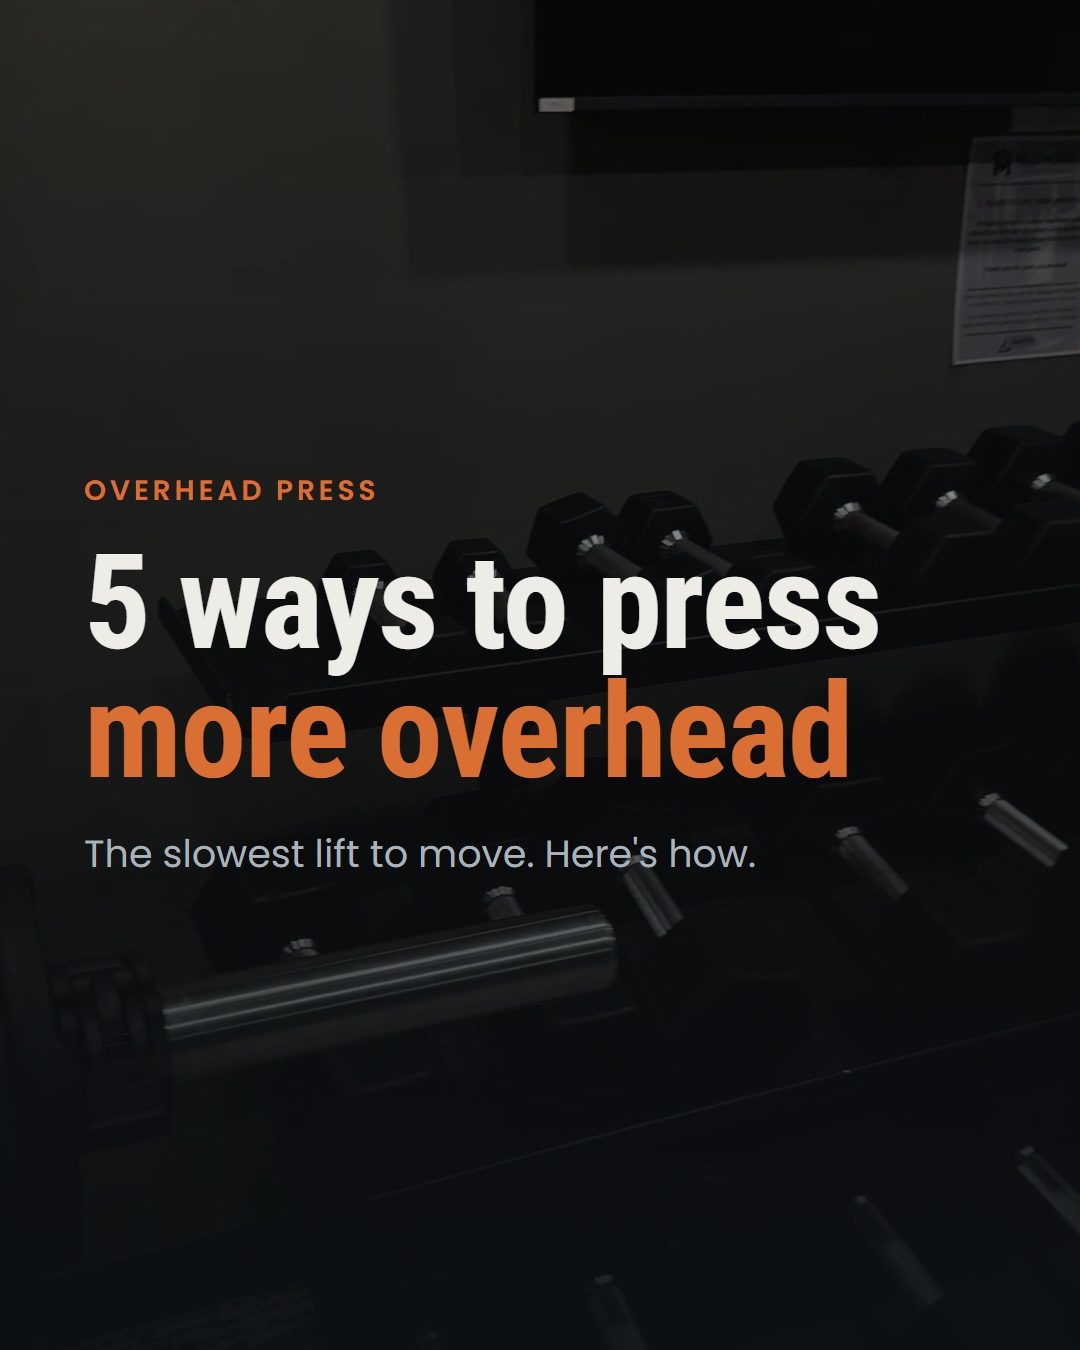 OVERHEAD PRESS
5 ways to press
more overhead
The slowest lift to move. Here's how.